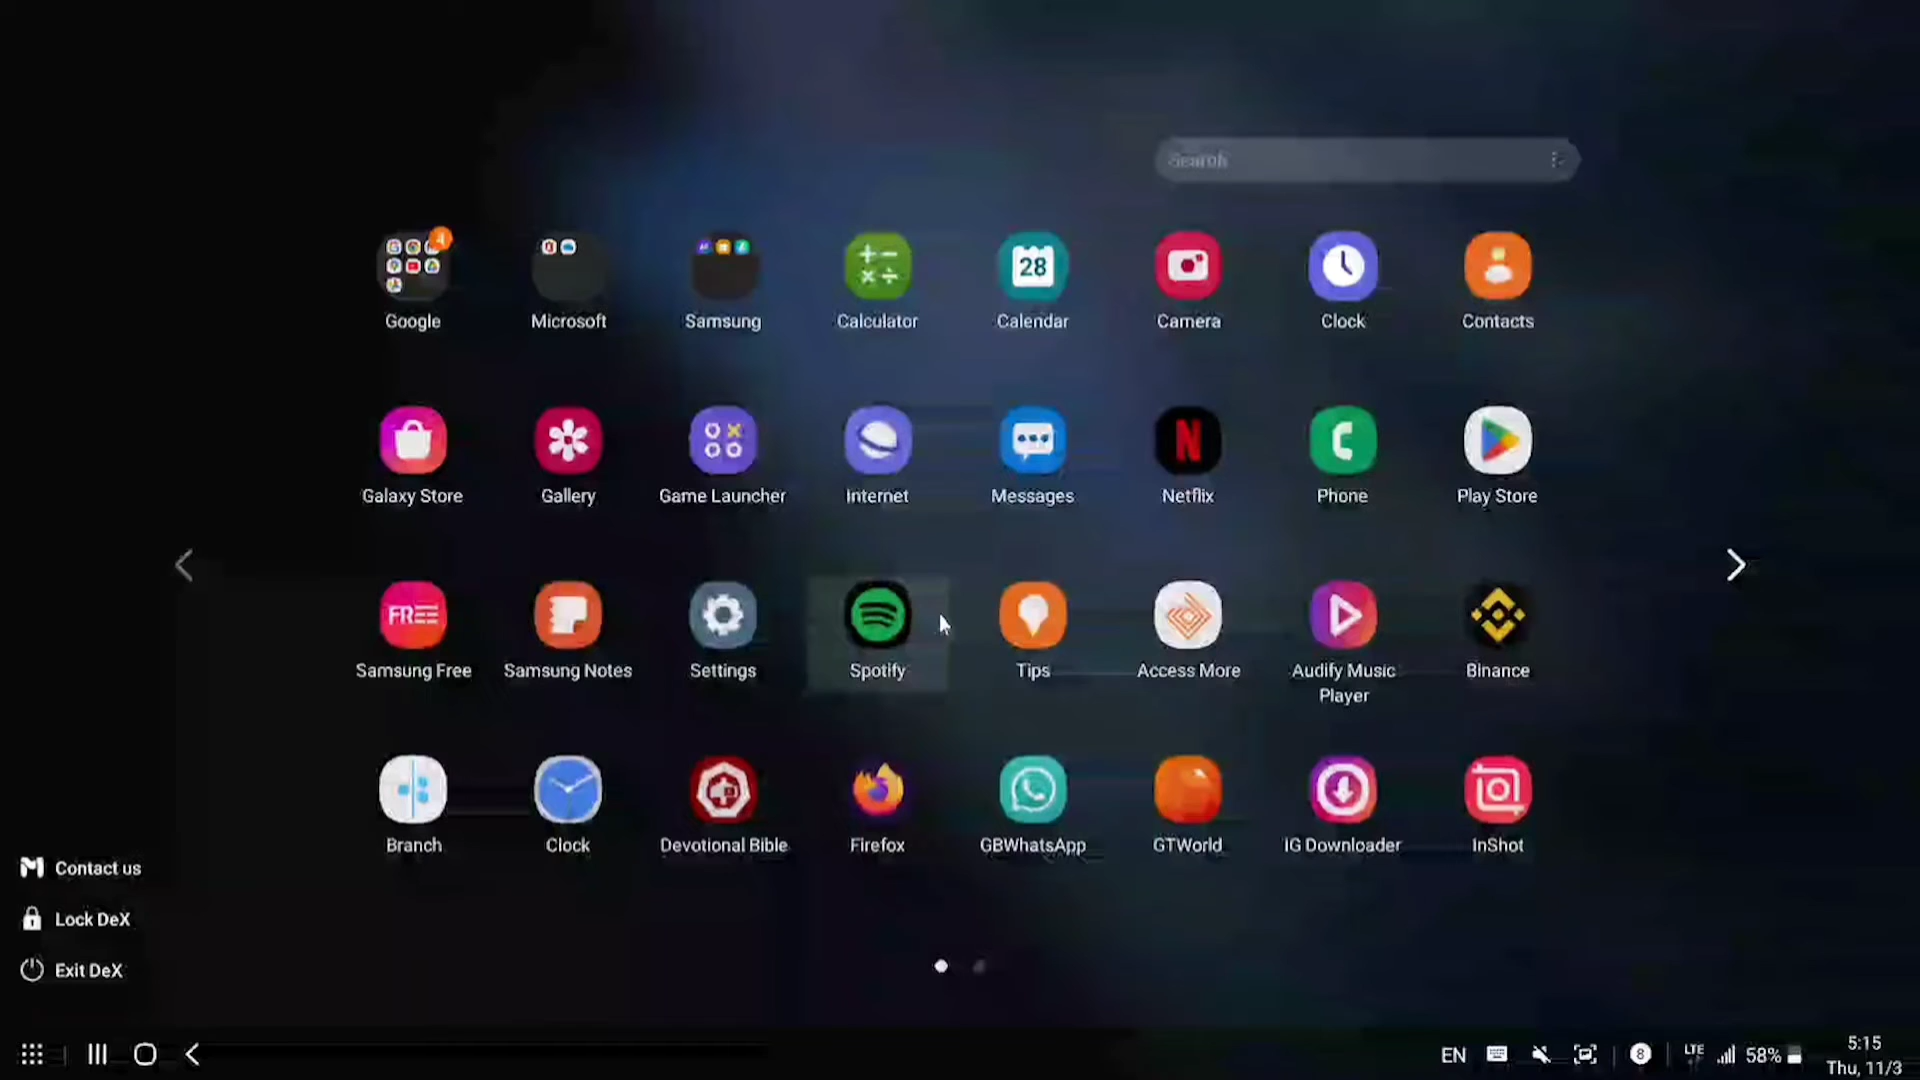 Search
4
Google
Microsoft
Samsung
Calculator
28
Calendar
Camera
Clock
Contacts
Galaxy Store
Gallery
Game Launcher
Internet
Messages
N
Netflix
Phone
Play Store
FREE
Samsung Free
Samsung Notes
Settings
Spotify
Tips
Access More
Audify Music
Player
Binance
Branch
Clock
Devotional Bible
Firefox
GBWhatsApp
GTWorld
IG Downloader
InShot
Contact us
Lock DeX
Exit DeX
EN
8
LTE
58%
5:15
Thu, 11/3